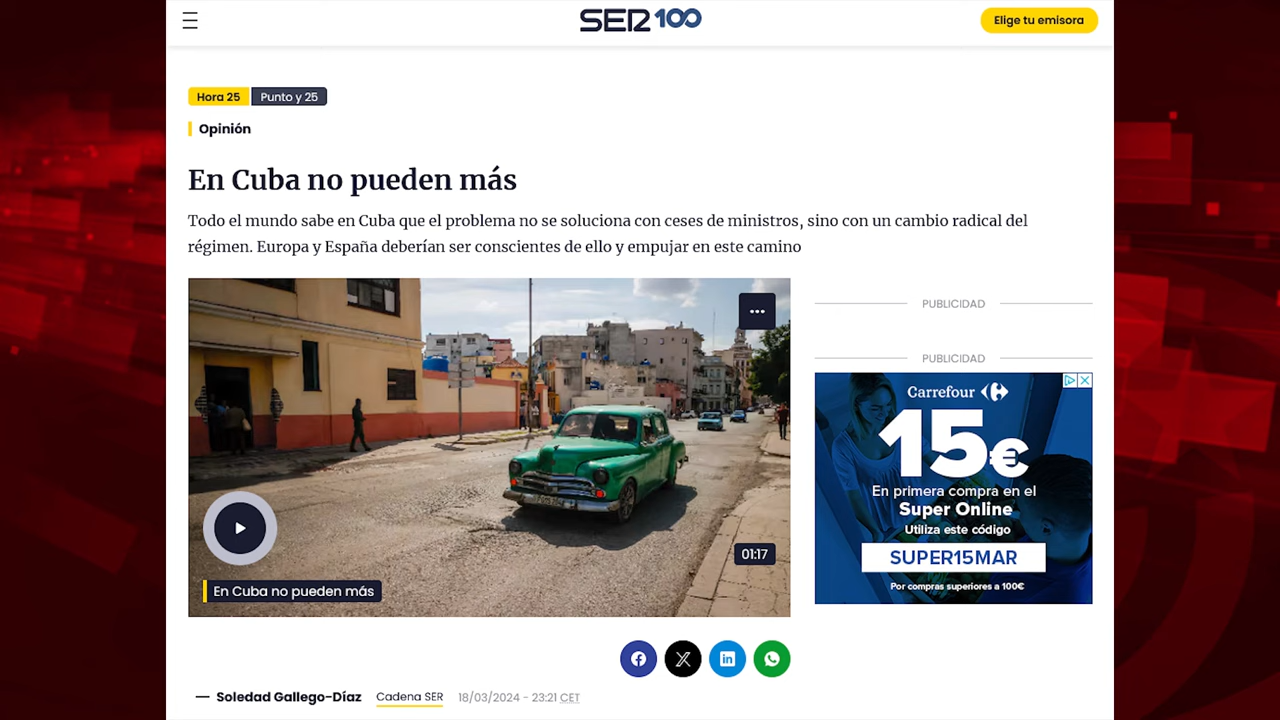 SER 100
Elige tu emisora
Hora 25
Punto y 25
Opinión
En Cuba no pueden más
Todo el mundo sabe en Cuba que el problema no se soluciona con ceses de ministros, sino con un cambio radical del
régimen. Europa y España deberían ser conscientes de ello y empujar en este camino
01:17
En Cuba no pueden más
PUBLICIDAD
PUBLICIDAD
Carrefour
15€
En primera compra en el
Super Online
Utiliza este código
SUPER15MAR
Por compras superiores a 100€
— Soledad Gallego-Díaz Cadena SER 18/03/2024 - 23:21 CET